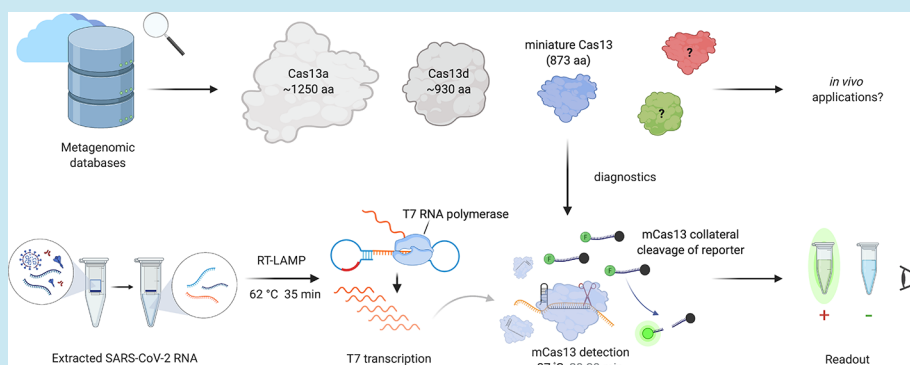 Cas13a
~1250 aa
Cas13d
~930 aa
miniature Cas13
(873 aa)
?
?
in vivo
applications?
Metagenomic
databases
diagnostics
T7 RNA polymerase
mCas13 collateral
cleavage of reporter
F
F
F
RT-LAMP
62 °C 35 min
+
-
Extracted SARS-CoV-2 RNA
T7 transcription
mCas13 detection
Readout